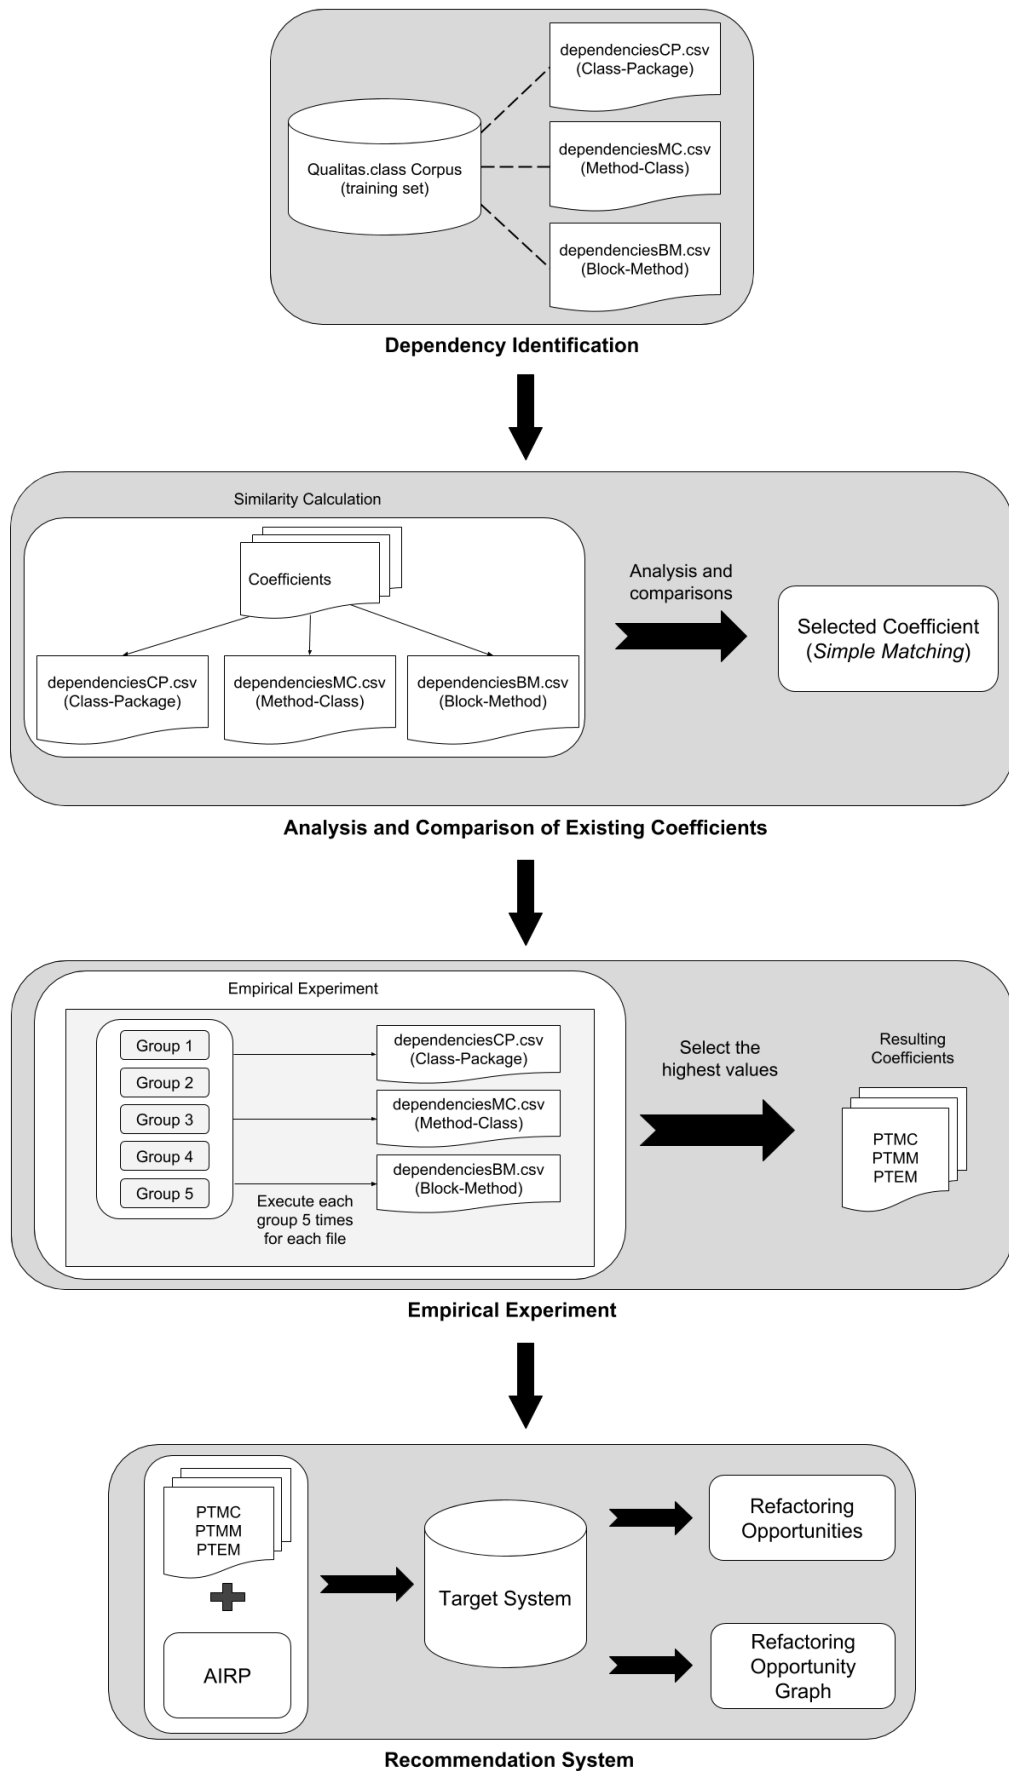 dependenciesCP.csv
(Class-Package)
Qualitas.class Corpus
(training set)
dependenciesMC.csv
(Method-Class)
dependenciesBM.csv
(Block-Method)
Dependency Identification
Similarity Calculation
Coefficients
dependenciesCP.csv
(Class-Package)
dependenciesMC.csv
(Method-Class)
dependenciesBM.csv
(Block-Method)
Analysis and
comparisons
Selected Coefficient
(Simple Matching)
Analysis and Comparison of Existing Coefficients
Empirical Experiment
Group 1
Group 2
Group 3
Group 4
Group 5
dependenciesCP.csv
(Class-Package)
dependenciesMC.csv
(Method-Class)
dependenciesBM.csv
(Block-Method)
Execute each
group 5 times
for each file
Select the
highest values
Resulting
Coefficients
PTMC
PTMM
PTEM
Empirical Experiment
PTMC
PTMM
PTEM
AIRP
Target System
Refactoring
Opportunities
Refactoring
Opportunity
Graph
Recommendation System